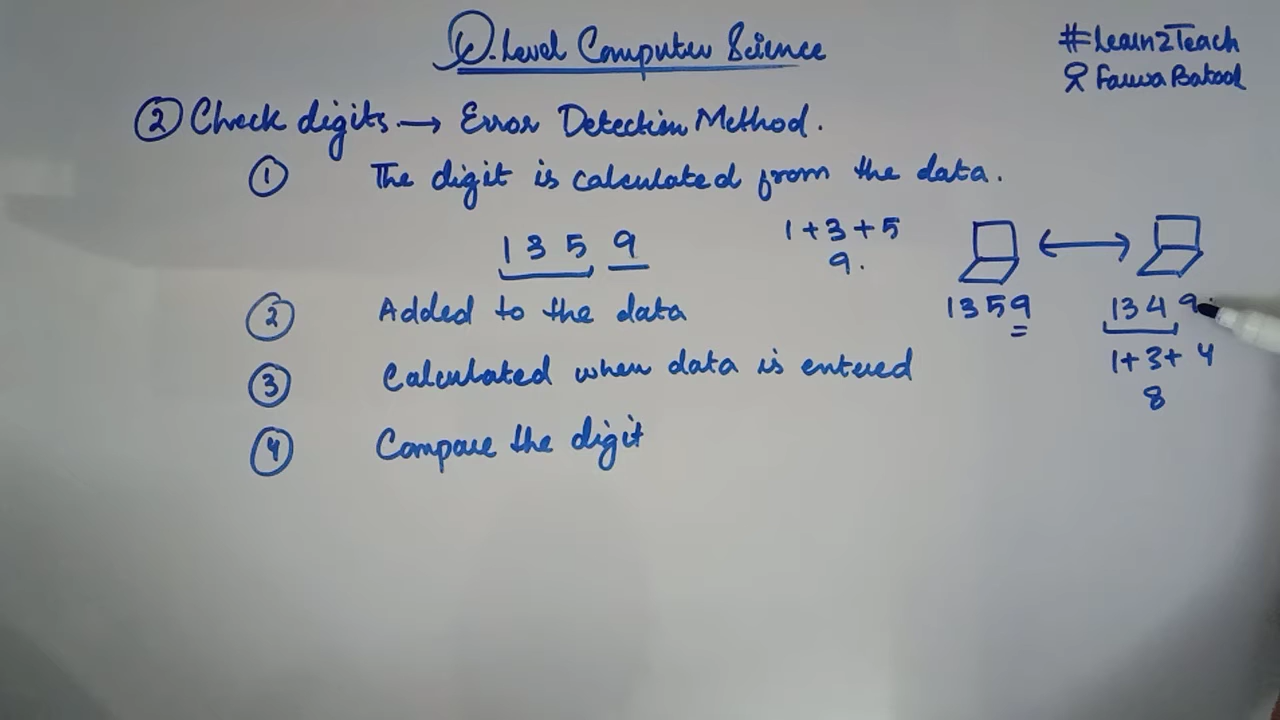 O. Level Computer Science
#Learn2Teach
Fawa Batool
② Check digits → Error Detection Method.
① The digit is calculated from the data.
1 3 5 9
1+3+5
9.
② Added to the data
1359
1349
1+3+4
8
③ Calculated when data is entered
④ Compare the digit